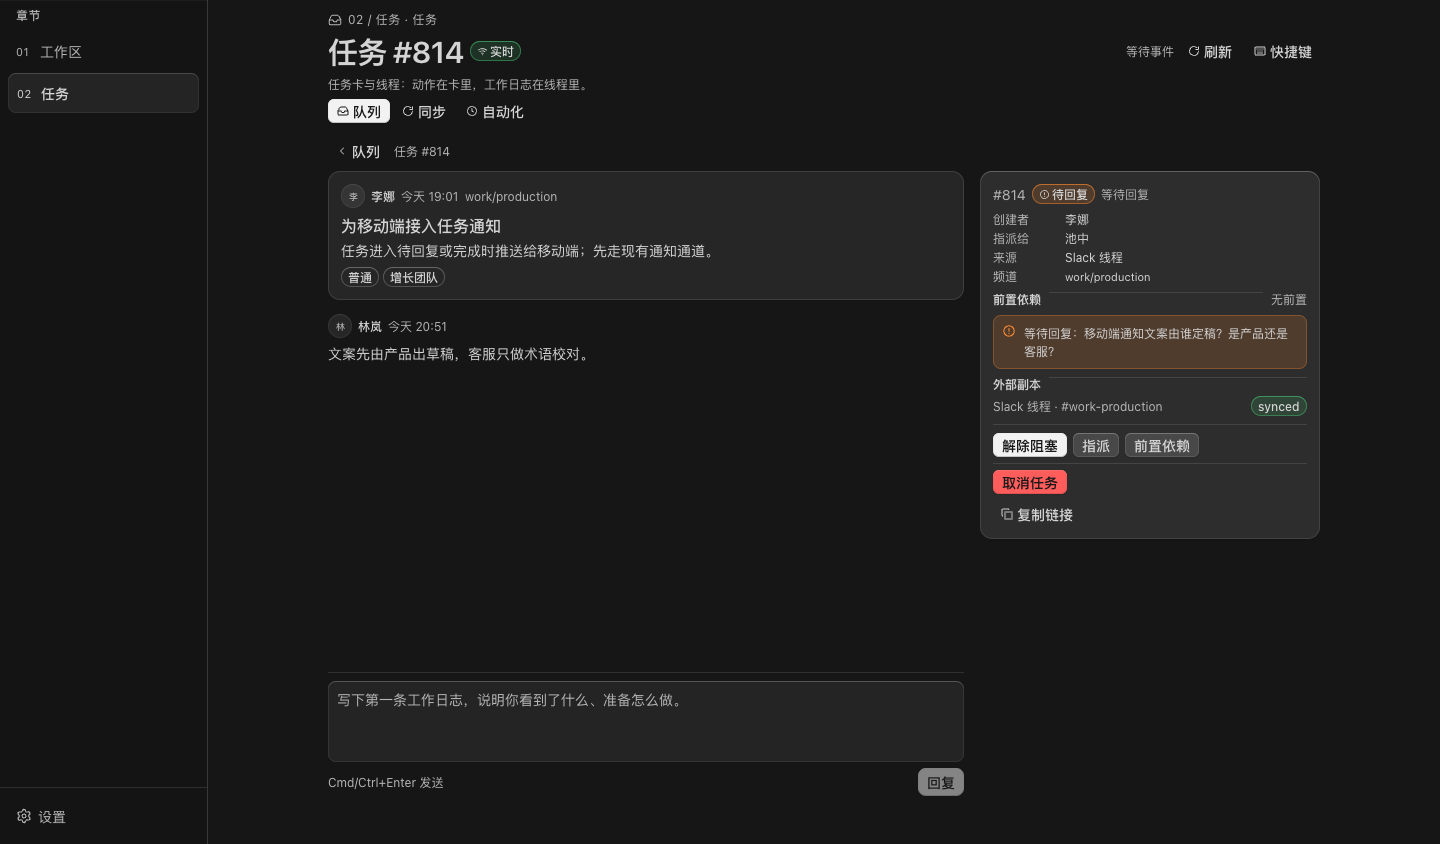 章节
01 工作区
02 任务
设置
02 / 任务 · 任务
任务 #814 实时
任务卡与线程：动作在卡里，工作日志在线程里。
等待事件 刷新 快捷键
队列 同步 自动化
队列 任务 #814
李 李娜 今天 19:01 work/production
为移动端接入任务通知
任务进入待回复或完成时推送给移动端；先走现有通知通道。
普通 增长团队
林 林岚 今天 20:51
文案先由产品出草稿，客服只做术语校对。
写下第一条工作日志，说明你看到了什么、准备怎么做。
Cmd/Ctrl+Enter 发送
回复
#814 待回复 等待回复
创建者 李娜
指派给 池中
来源 Slack 线程
频道 work/production
前置依赖 无前置
等待回复：移动端通知文案由谁定稿？是产品还是
客服？
外部副本
Slack 线程 · #work-production synced
解除阻塞 指派 前置依赖
取消任务
复制链接